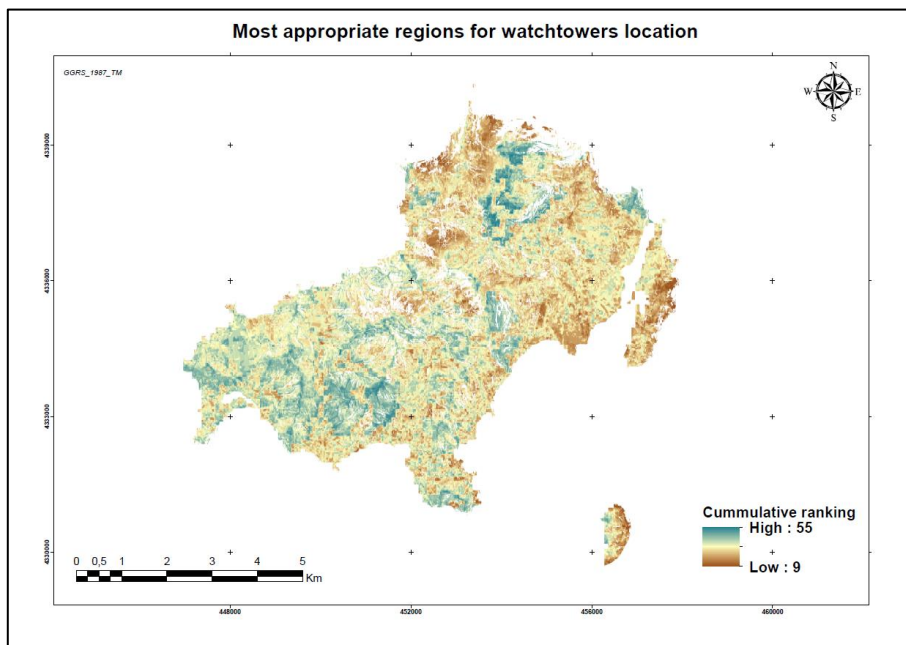 Most appropriate regions for watchtowers location
GGRS_1987_TM
N
W E
S
4339000
4336000
4333000
4330000
Cummulative ranking
High : 55
Low : 9
0 0,5 1 2 3 4 5
Km
448000 452000 456000 460000